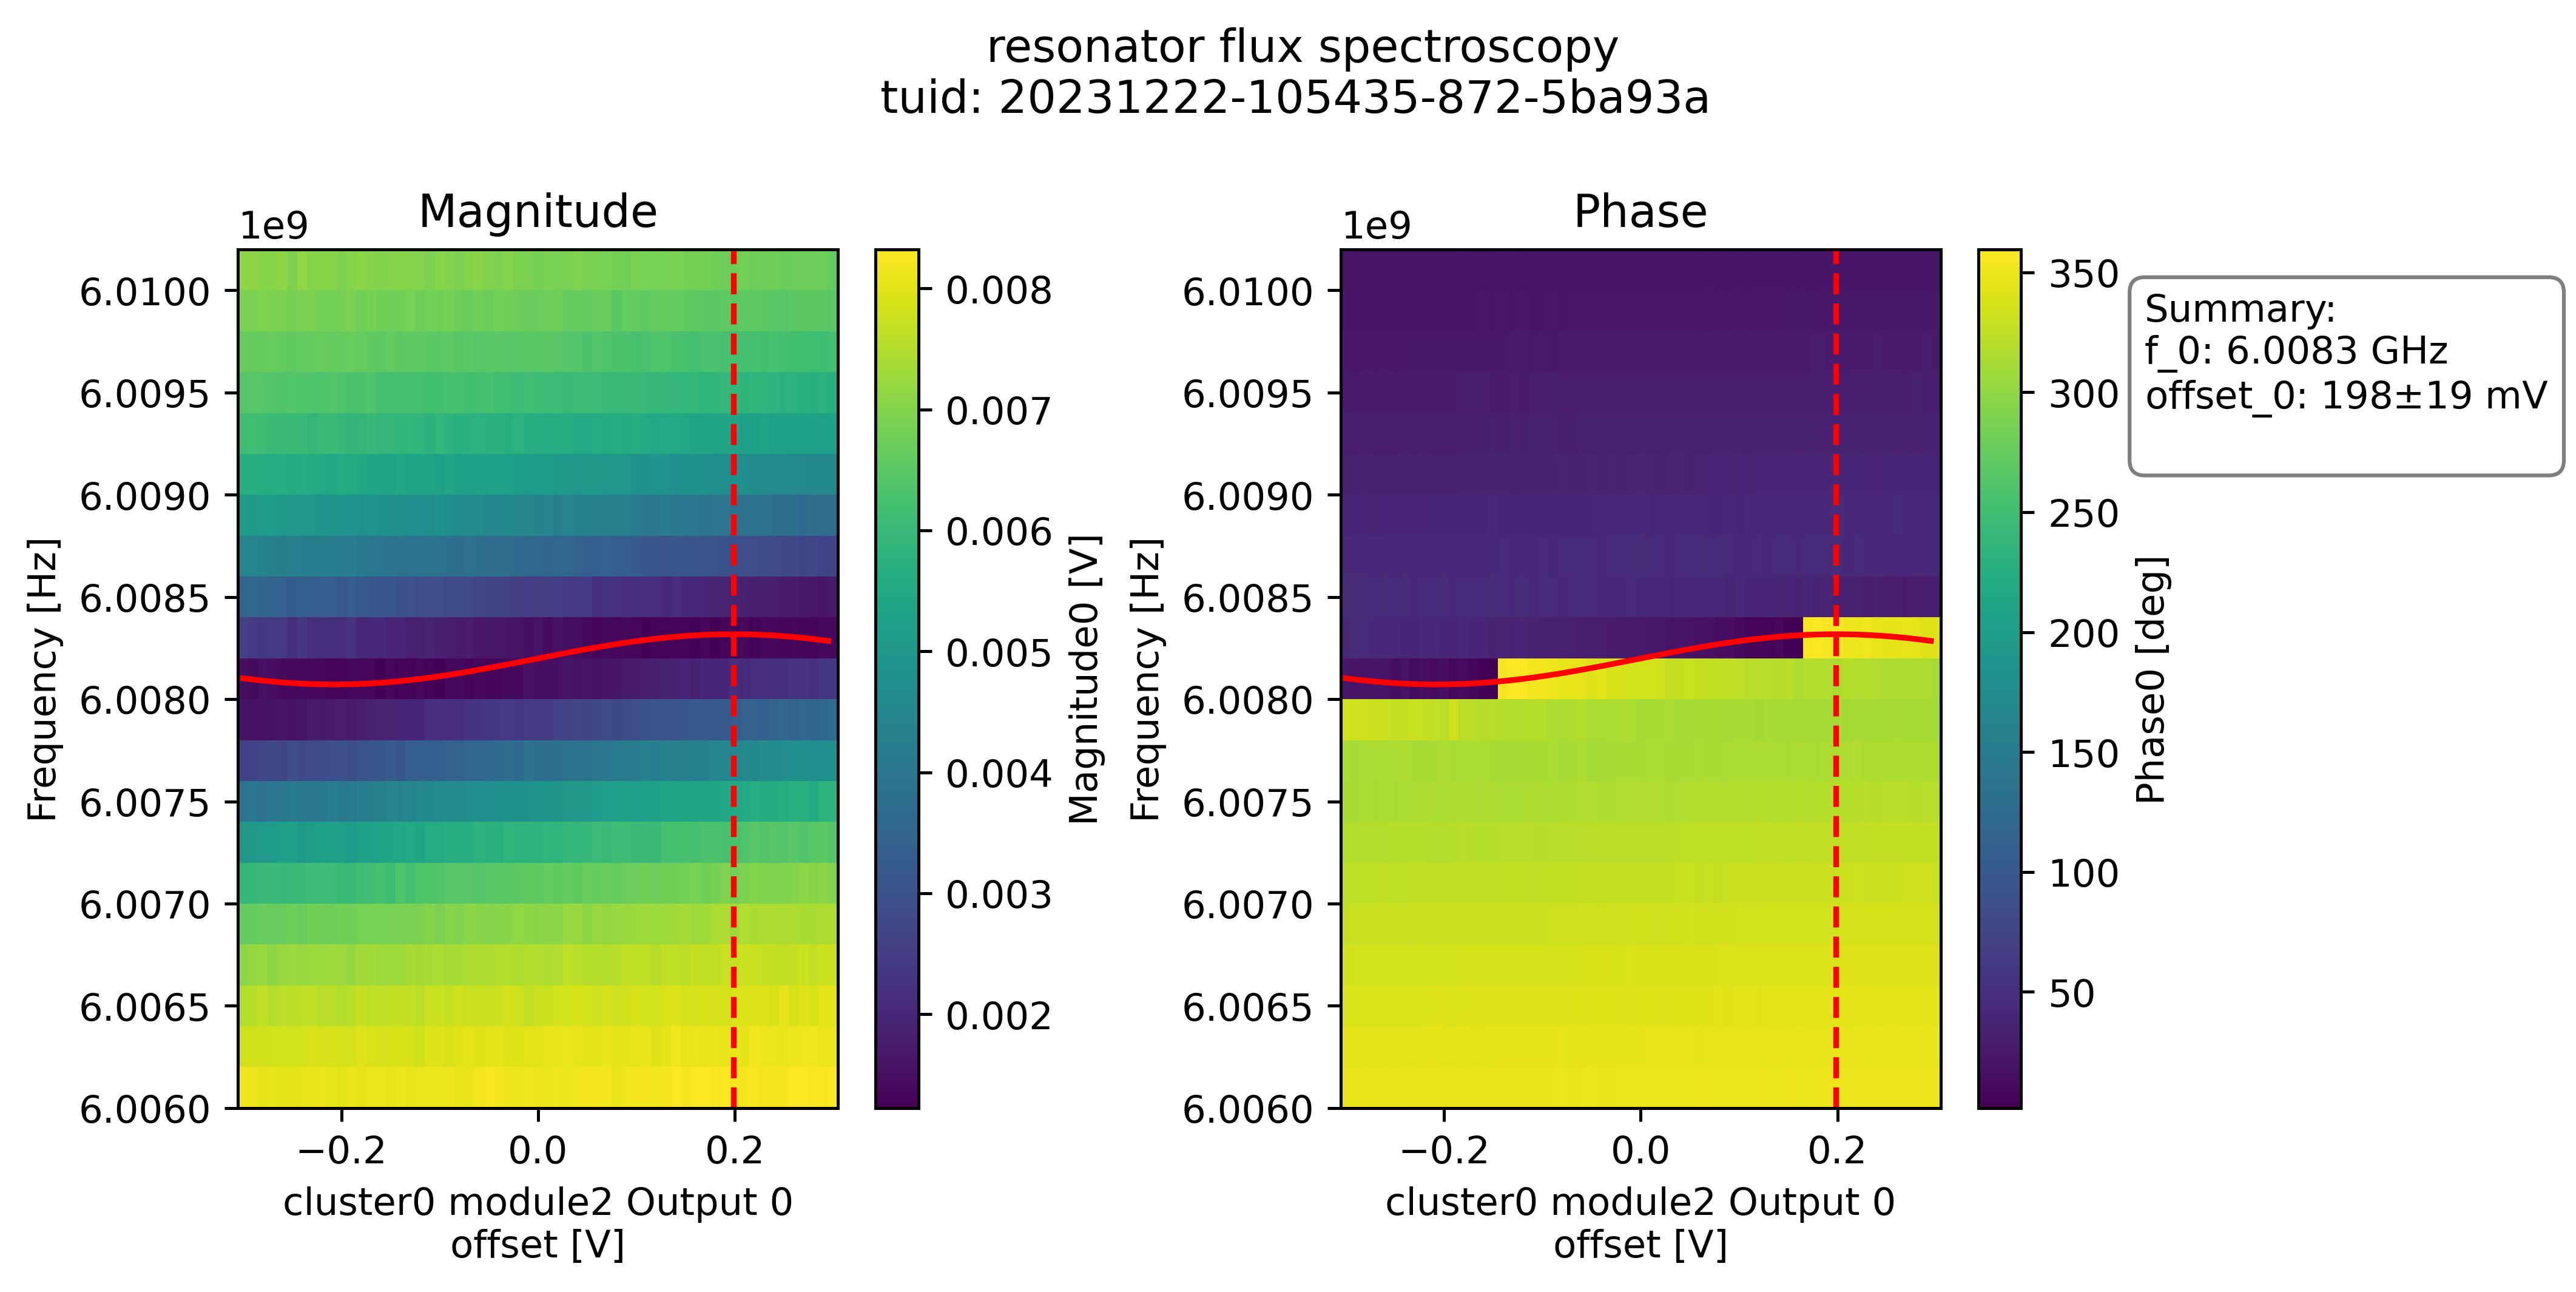 resonator flux spectroscopy
tuid: 20231222-105435-872-5ba93a
Magnitude
1e9
6.0100
6.0095
6.0090
6.0085
6.0080
6.0075
6.0070
6.0065
6.0060
Frequency [Hz]
−0.2
0.0
0.2
cluster0 module2 Output 0
offset [V]
0.008
0.007
0.006
0.005
0.004
0.003
0.002
Magnitude0 [V]
Phase
1e9
6.0100
6.0095
6.0090
6.0085
6.0080
6.0075
6.0070
6.0065
6.0060
Frequency [Hz]
−0.2
0.0
0.2
cluster0 module2 Output 0
offset [V]
350
300
250
200
150
100
50
Phase0 [deg]
Summary:
f_0: 6.0083 GHz
offset_0: 198±19 mV